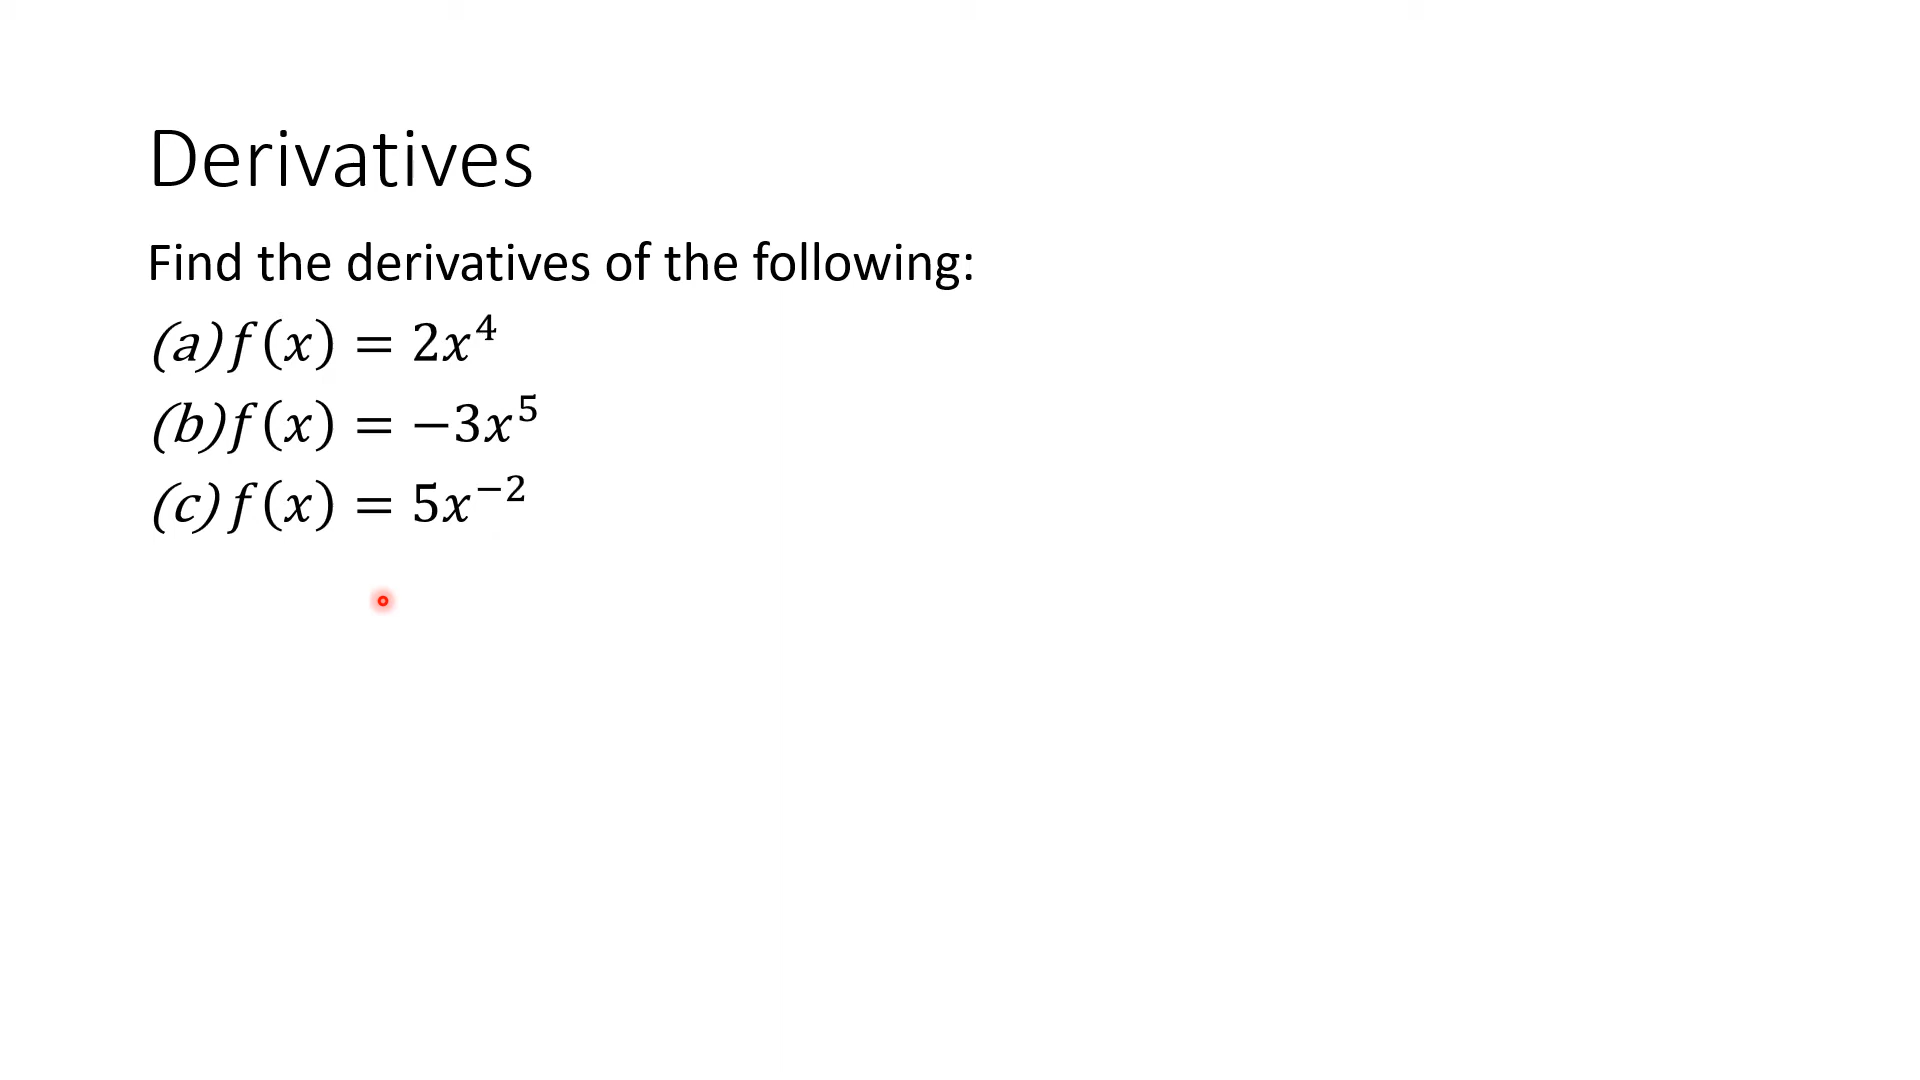 Derivatives
Find the derivatives of the following:
(a) f(x) = 2x⁴
(b) f(x) = −3x⁵
(c) f(x) = 5x⁻²